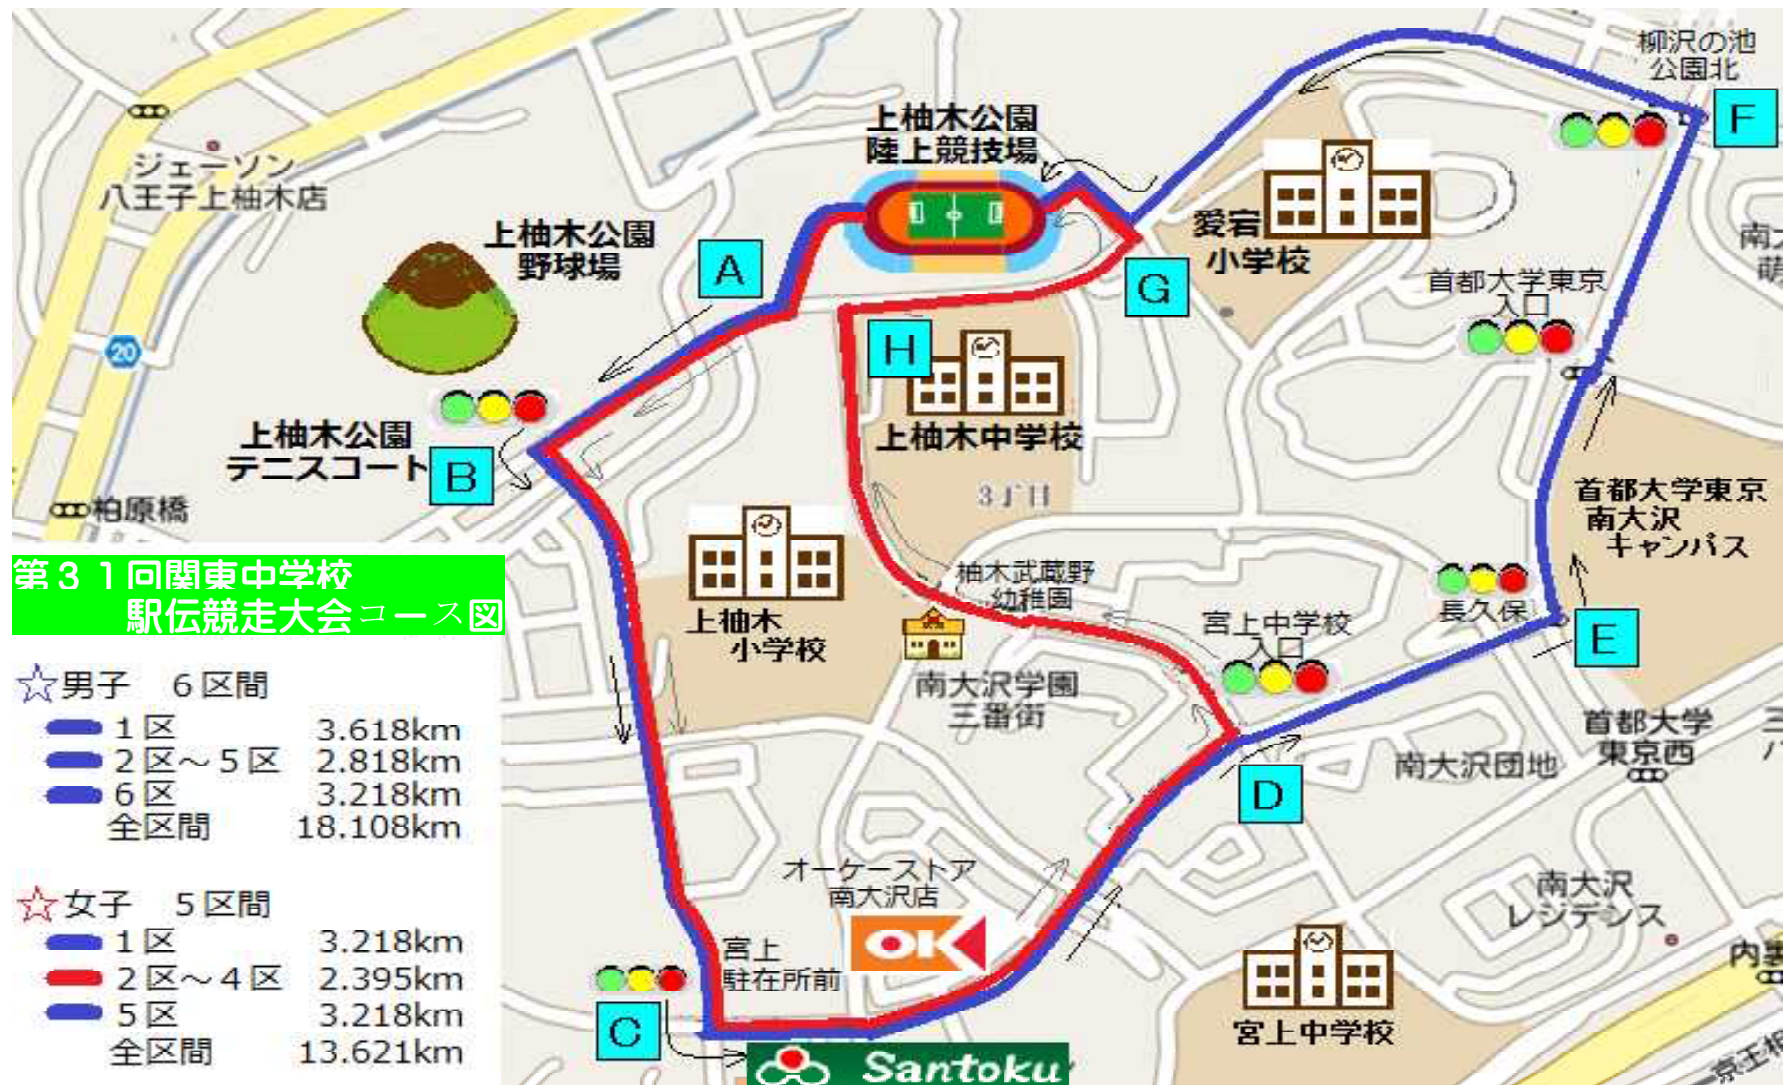 柳沢の池
公園北
F
上柚木公園
陸上競技場
ジェーソン
八王子上柚木店
上柚木公園
野球場
A
愛宕
小学校
G
首都大学東京
入口
20
H
上柚木公園
テニスコート
B
上柚木中学校
柏原橋
首都大学東京
南大沢
キャンパス
第31回関東中学校
駅伝競走大会コース図
柚木武蔵野
幼稚園
長久保
宮上中学校
入口
E
上柚木
小学校
南大沢学園
三番街
☆男子 6区間
1区 3.618km
2区～5区 2.818km
6区 3.218km
全区間 18.108km
首都大学
東京西
南大沢団地
D
オーケーストア
南大沢店
OK
南大沢
レジデンス
☆女子 5区間
1区 3.218km
2区～4区 2.395km
5区 3.218km
全区間 13.621km
宮上
駐在所前
C
宮上中学校
Santoku